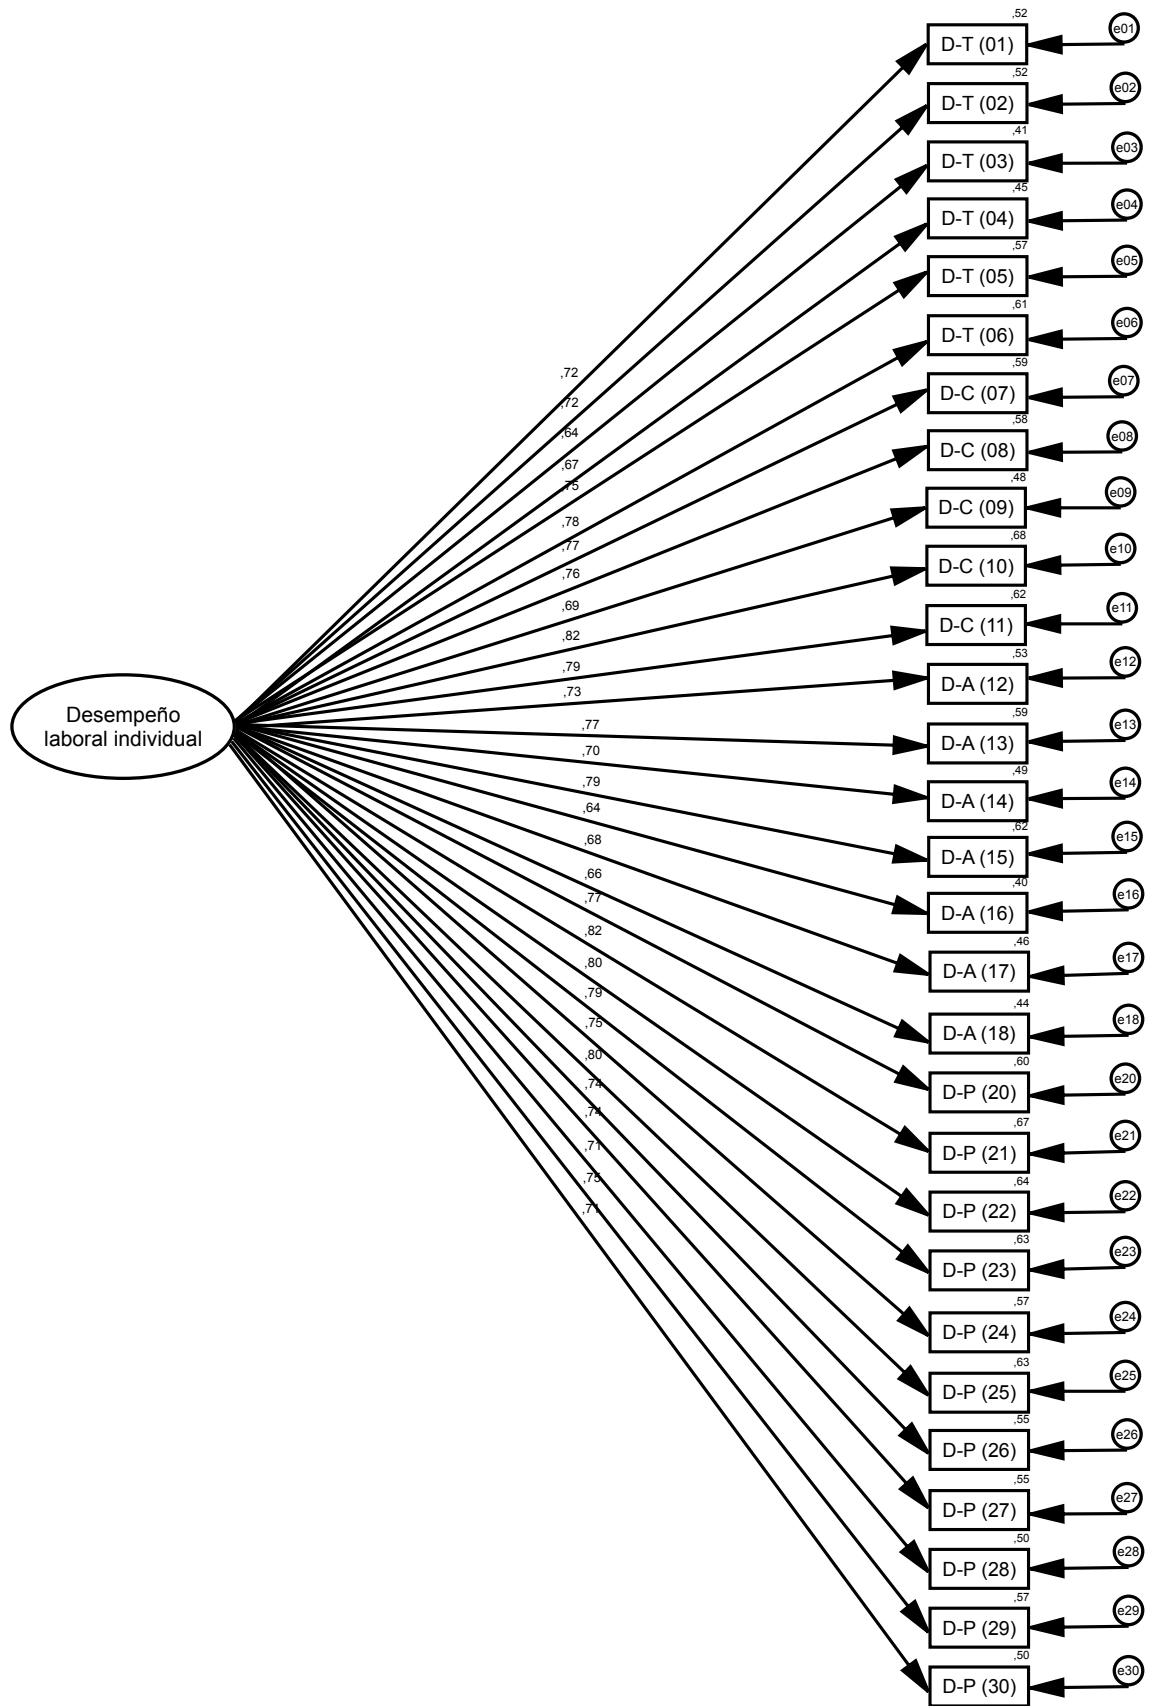 ,52
D-T (01)
e01
,52
D-T (02)
e02
,41
D-T (03)
e03
,45
D-T (04)
e04
,57
D-T (05)
e05
,61
D-T (06)
e06
,59
D-C (07)
e07
,58
D-C (08)
e08
,48
D-C (09)
e09
,68
D-C (10)
e10
,62
D-C (11)
e11
,53
D-A (12)
e12
,59
D-A (13)
e13
,49
D-A (14)
e14
,62
D-A (15)
e15
,40
D-A (16)
e16
,46
D-A (17)
e17
,44
D-A (18)
e18
,60
D-P (20)
e20
,67
D-P (21)
e21
,64
D-P (22)
e22
,63
D-P (23)
e23
,57
D-P (24)
e24
,63
D-P (25)
e25
,55
D-P (26)
e26
,55
D-P (27)
e27
,50
D-P (28)
e28
,57
D-P (29)
e29
,50
D-P (30)
e30
,72
,72
,64
,67
,75
,78
,77
,76
,69
,82
,79
,73
,77
,70
,79
,64
,68
,66
,77
,82
,80
,79
,75
,80
,74
,74
,71
,75
,71
Desempeño
laboral individual